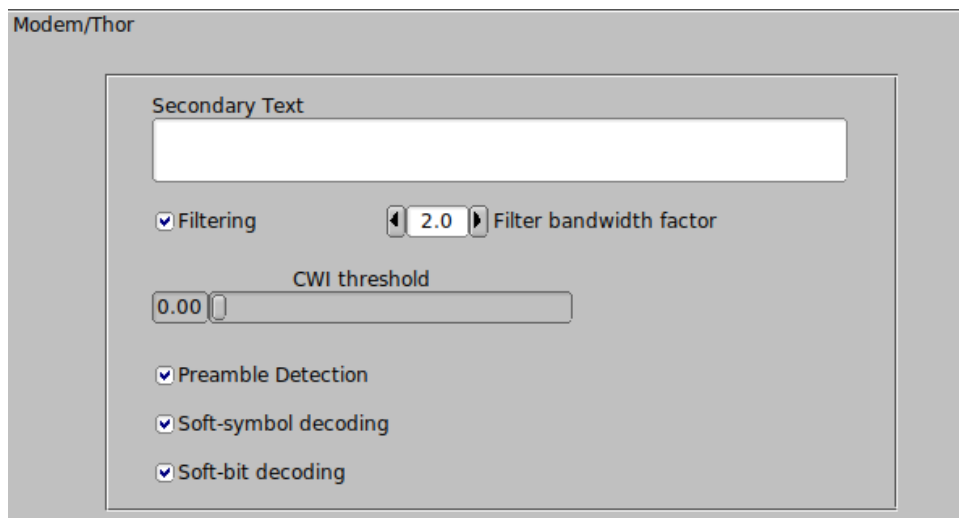 Modem/Thor
Secondary Text
Filtering 2.0 Filter bandwidth factor
CWI threshold
0.00
Preamble Detection
Soft-symbol decoding
Soft-bit decoding